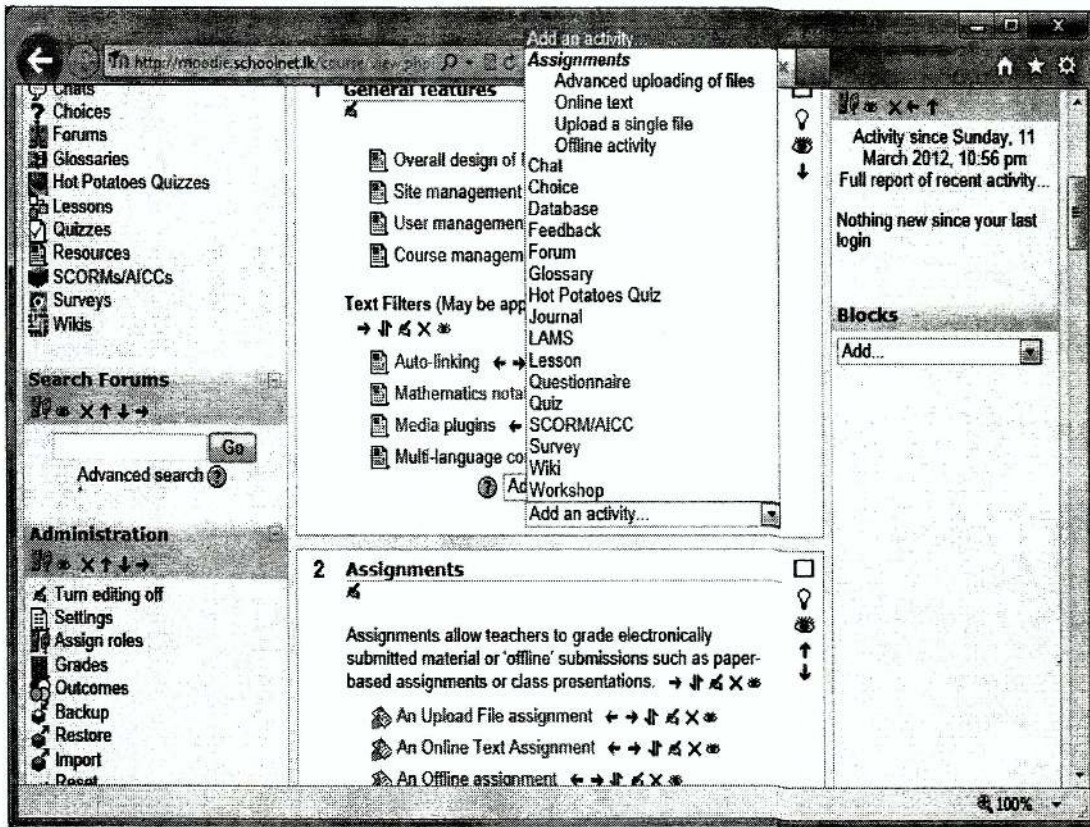 http://moodle.schoolnet.lk/course/view.php
Chats
Choices
Forums
Glossaries
Hot Potatoes Quizzes
Lessons
Quizzes
Resources
SCORMs/AICCs
Surveys
Wikis
Search Forums
Go
Advanced search ?
Administration
Turn editing off
Settings
Assign roles
Grades
Outcomes
Backup
Restore
Import
Reset
1 General features
Overall design of
Site management
User managemen
Course managem
Text Filters (May be app
Auto-linking
Mathematics nota
Media plugins
Multi-language co
? Ad
Add an activity...
Assignments
Advanced uploading of files
Online text
Upload a single file
Offline activity
Chat
Choice
Database
Feedback
Forum
Glossary
Hot Potatoes Quiz
Journal
LAMS
Lesson
Questionnaire
Quiz
SCORM/AICC
Survey
Wiki
Workshop
Add an activity...
2 Assignments
Assignments allow teachers to grade electronically
submitted material or 'offline' submissions such as paper-
based assignments or class presentations.
An Upload File assignment
An Online Text Assignment
An Offline assignment
Activity since Sunday, 11
March 2012, 10:56 pm
Full report of recent activity...
Nothing new since your last
login
Blocks
Add...
100%